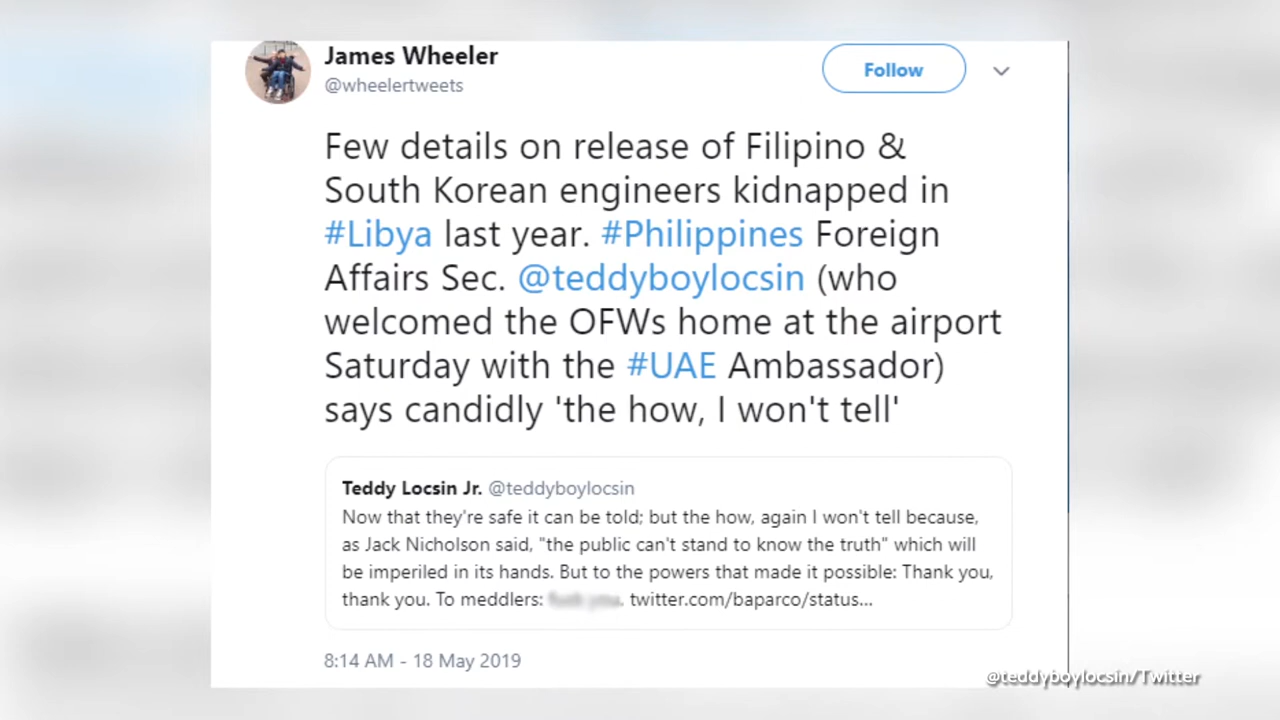 James Wheeler
@wheelertweets
Follow
Few details on release of Filipino &
South Korean engineers kidnapped in
#Libya last year. #Philippines Foreign
Affairs Sec. @teddyboylocsin (who
welcomed the OFWs home at the airport
Saturday with the #UAE Ambassador)
says candidly 'the how, I won't tell'
Teddy Locsin Jr. @teddyboylocsin
Now that they're safe it can be told; but the how, again I won't tell because,
as Jack Nicholson said, "the public can't stand to know the truth" which will
be imperiled in its hands. But to the powers that made it possible: Thank you,
thank you. To meddlers: . twitter.com/baparco/status...
8:14 AM - 18 May 2019
@teddyboylocsin/Twitter